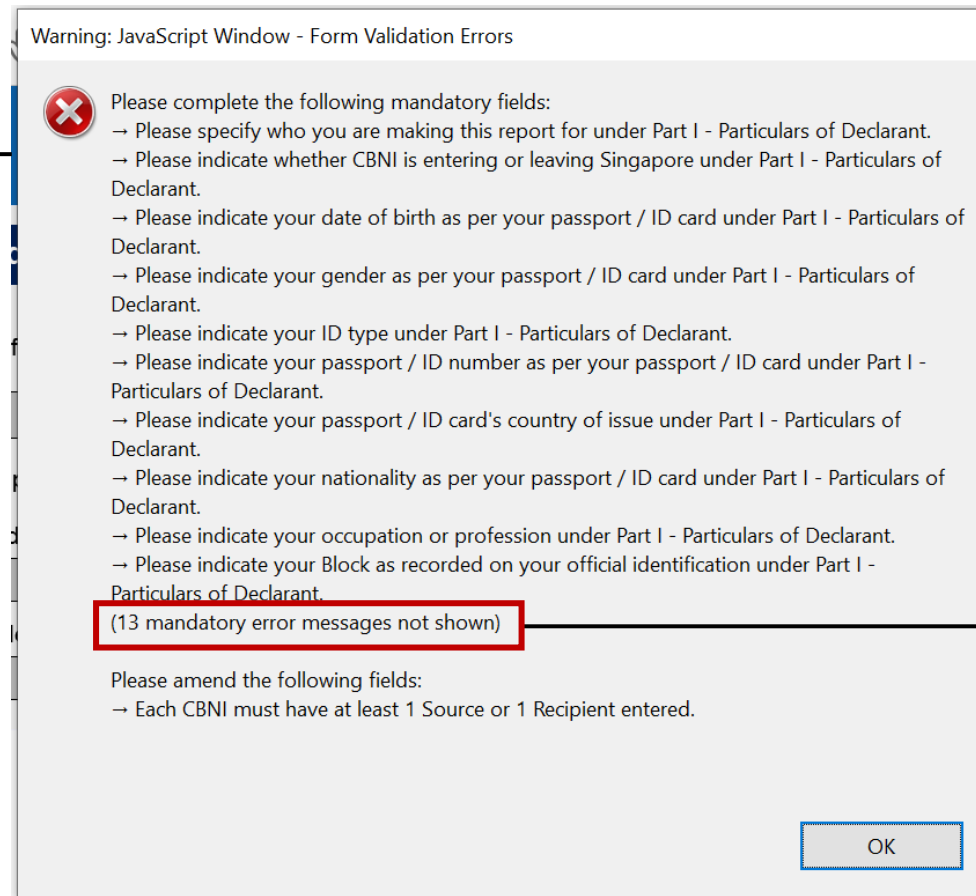 Warning: JavaScript Window - Form Validation Errors
Please complete the following mandatory fields:
→ Please specify who you are making this report for under Part I - Particulars of Declarant.
→ Please indicate whether CBNI is entering or leaving Singapore under Part I - Particulars of
Declarant.
→ Please indicate your date of birth as per your passport / ID card under Part I - Particulars of
Declarant.
→ Please indicate your gender as per your passport / ID card under Part I - Particulars of
Declarant.
→ Please indicate your ID type under Part I - Particulars of Declarant.
→ Please indicate your passport / ID number as per your passport / ID card under Part I -
Particulars of Declarant.
→ Please indicate your passport / ID card's country of issue under Part I - Particulars of
Declarant.
→ Please indicate your nationality as per your passport / ID card under Part I - Particulars of
Declarant.
→ Please indicate your occupation or profession under Part I - Particulars of Declarant.
→ Please indicate your Block as recorded on your official identification under Part I -
Particulars of Declarant.
(13 mandatory error messages not shown)
Please amend the following fields:
→ Each CBNI must have at least 1 Source or 1 Recipient entered.
OK